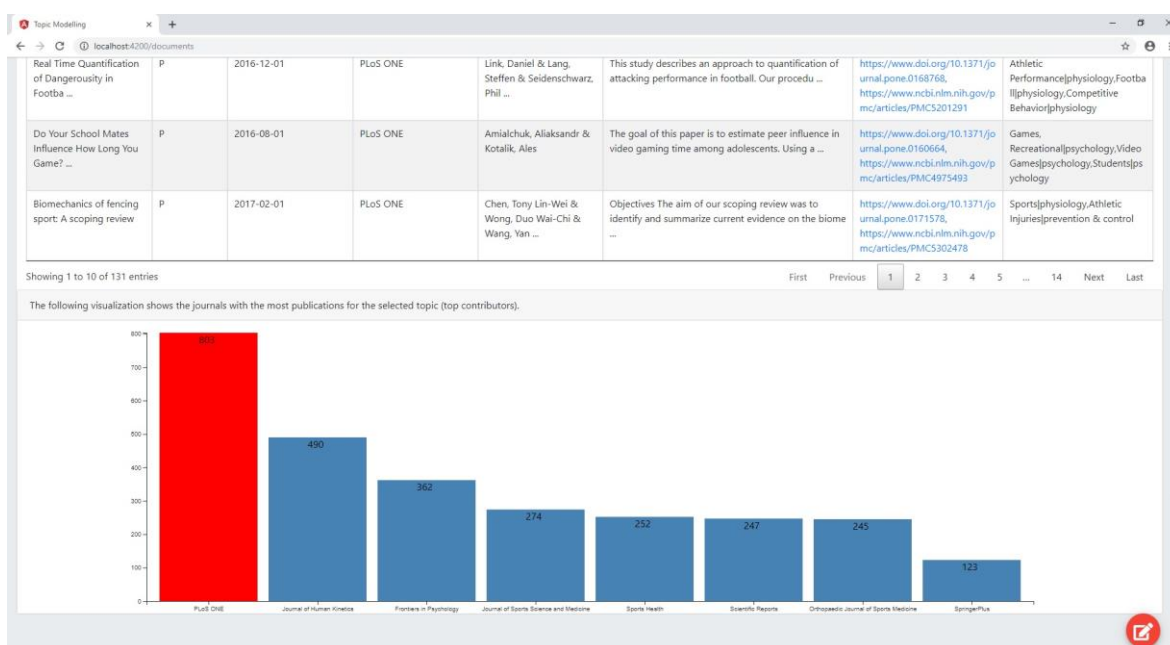 Topic Modelling
localhost:4200/documents
Real Time Quantification of Dangerousity in Footba ...
P
2016-12-01
PLoS ONE
Link, Daniel & Lang, Steffen & Seidenschwarz, Phil ...
This study describes an approach to quantification of attacking performance in football. Our procedu ...
https://www.doi.org/10.1371/journal.pone.0168768, https://www.ncbi.nlm.nih.gov/pmc/articles/PMC5201291
Athletic Performance|physiology,Football|physiology,Competitive Behavior|physiology
Do Your School Mates Influence How Long You Game? ...
P
2016-08-01
PLoS ONE
Amialchuk, Aliaksandr & Kotalik, Ales
The goal of this paper is to estimate peer influence in video gaming time among adolescents. Using a ...
https://www.doi.org/10.1371/journal.pone.0160664, https://www.ncbi.nlm.nih.gov/pmc/articles/PMC4975493
Games, Recreational|psychology,Video Games|psychology,Students|psychology
Biomechanics of fencing sport: A scoping review
P
2017-02-01
PLoS ONE
Chen, Tony Lin-Wei & Wong, Duo Wai-Chi & Wang, Yan ...
Objectives The aim of our scoping review was to identify and summarize current evidence on the biome ...
https://www.doi.org/10.1371/journal.pone.0171578, https://www.ncbi.nlm.nih.gov/pmc/articles/PMC5302478
Sports|physiology,Athletic Injuries|prevention & control
Showing 1 to 10 of 131 entries
First Previous 1 2 3 4 5 ... 14 Next Last
The following visualization shows the journals with the most publications for the selected topic (top contributors).
800
700
600
500
400
300
200
100
0
803
490
362
274
252
247
245
123
PLoS ONE
Journal of Human Kinetics
Frontiers in Psychology
Journal of Sports Science and Medicine
Sports Health
Scientific Reports
Orthopaedic Journal of Sports Medicine
SpringerPlus